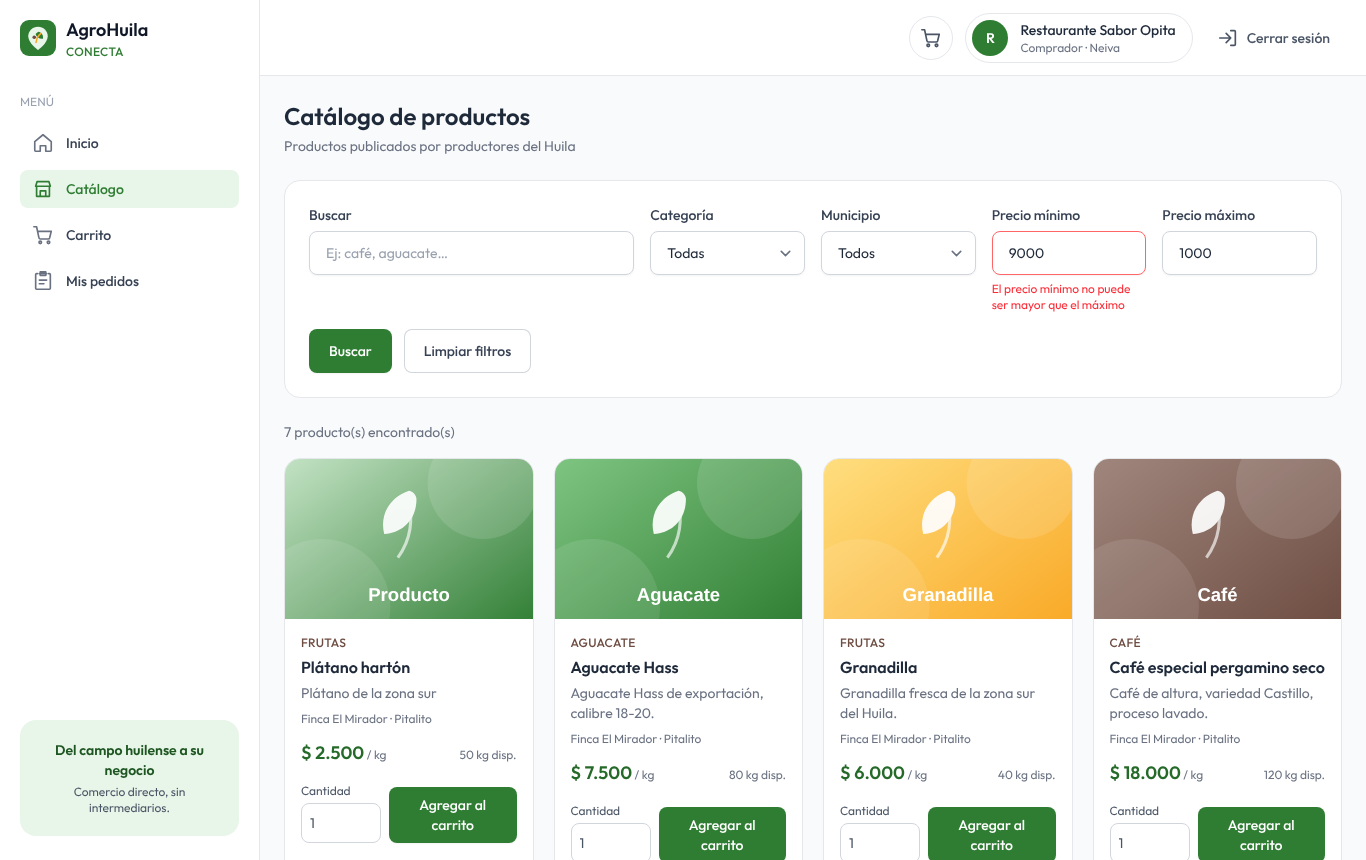 AgroHuila
CONECTA
MENÚ
Inicio
Catálogo
Carrito
Mis pedidos
Del campo huilense a su
negocio
Comercio directo, sin
intermediarios.
R
Restaurante Sabor Opita
Comprador · Neiva
Cerrar sesión
Catálogo de productos
Productos publicados por productores del Huila
Buscar
Ej: café, aguacate...
Categoría
Todas
Municipio
Todos
Precio mínimo
9000
El precio mínimo no puede
ser mayor que el máximo
Precio máximo
1000
Buscar
Limpiar filtros
7 producto(s) encontrado(s)
Producto
FRUTAS
Plátano hartón
Plátano de la zona sur
Finca El Mirador · Pitalito
$ 2.500 / kg
50 kg disp.
Cantidad
1
Agregar al
carrito
Aguacate
AGUACATE
Aguacate Hass
Aguacate Hass de exportación,
calibre 18-20.
Finca El Mirador · Pitalito
$ 7.500 / kg
80 kg disp.
Cantidad
1
Agregar al
carrito
Granadilla
FRUTAS
Granadilla
Granadilla fresca de la zona sur
del Huila.
Finca El Mirador · Pitalito
$ 6.000 / kg
40 kg disp.
Cantidad
1
Agregar al
carrito
Café
CAFÉ
Café especial pergamino seco
Café de altura, variedad Castillo,
proceso lavado.
Finca El Mirador · Pitalito
$ 18.000 / kg
120 kg disp.
Cantidad
1
Agregar al
carrito